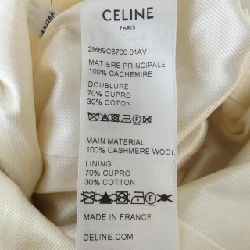 CELINE
PARIS
MATIERE PRINCIPALE
100% CACHEMIRE
DOUBLURE
70% CUPRO
30% COTON
MAIN MATERIAL
100% CASHMERE WOOL
LINING
70% CUPRO
30% COTTON
MADE IN FRANCE
CELINE.COM